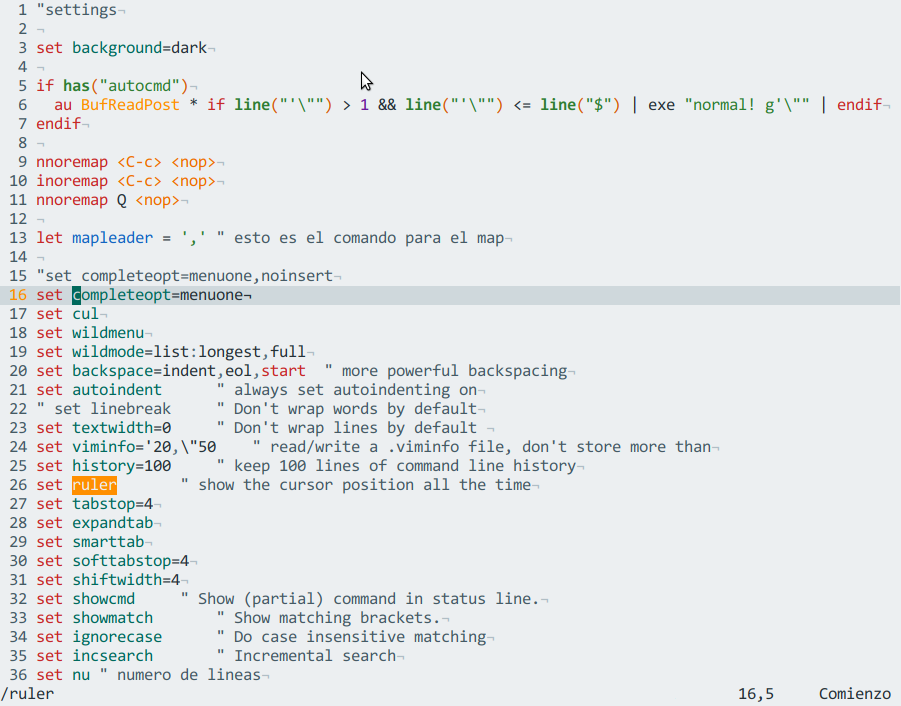 1 "settings¬
2 ¬
3 set background=dark¬
4 ¬
5 if has("autocmd")¬
6   au BufReadPost * if line("'\"") > 1 && line("'\"") <= line("$") | exe "normal! g'\"" | endif¬
7 endif¬
8 ¬
9 nnoremap <C-c> <nop>¬
10 inoremap <C-c> <nop>¬
11 nnoremap Q <nop>¬
12 ¬
13 let mapleader = ',' " esto es el comando para el map¬
14 ¬
15 "set completeopt=menuone,noinsert¬
16 set completeopt=menuone¬
17 set cul¬
18 set wildmenu¬
19 set wildmode=list:longest,full¬
20 set backspace=indent,eol,start  " more powerful backspacing¬
21 set autoindent      " always set autoindenting on¬
22 " set linebreak     " Don't wrap words by default¬
23 set textwidth=0     " Don't wrap lines by default ¬
24 set viminfo='20,\"50    " read/write a .viminfo file, don't store more than¬
25 set history=100     " keep 100 lines of command line history¬
26 set ruler       " show the cursor position all the time¬
27 set tabstop=4¬
28 set expandtab¬
29 set smarttab¬
30 set softtabstop=4¬
31 set shiftwidth=4¬
32 set showcmd     " Show (partial) command in status line.¬
33 set showmatch       " Show matching brackets.¬
34 set ignorecase      " Do case insensitive matching¬
35 set incsearch       " Incremental search¬
36 set nu " numero de lineas¬
/ruler 16,5 Comienzo